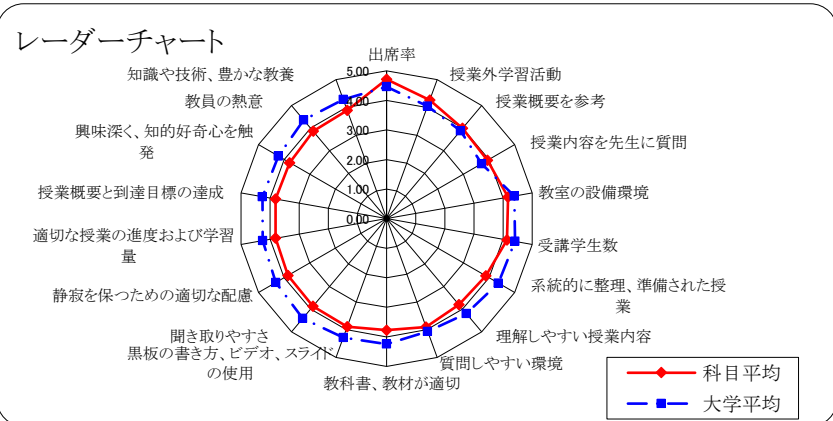 レーダーチャート
出席率
授業外学習活動
授業概要を参考
授業内容を先生に質問
教室の設備環境
受講学生数
系統的に整理、準備された授
業
理解しやすい授業内容
質問しやすい環境
教科書、教材が適切
黒板の書き方、ビデオ、スライド
の使用
聞き取りやすさ
静寂を保つための適切な配慮
適切な授業の進度および学習
量
授業概要と到達目標の達成
興味深く、知的好奇心を触
発
教員の熱意
知識や技術、豊かな教養
5.00
4.00
3.00
2.00
1.00
0.00
科目平均
大学平均